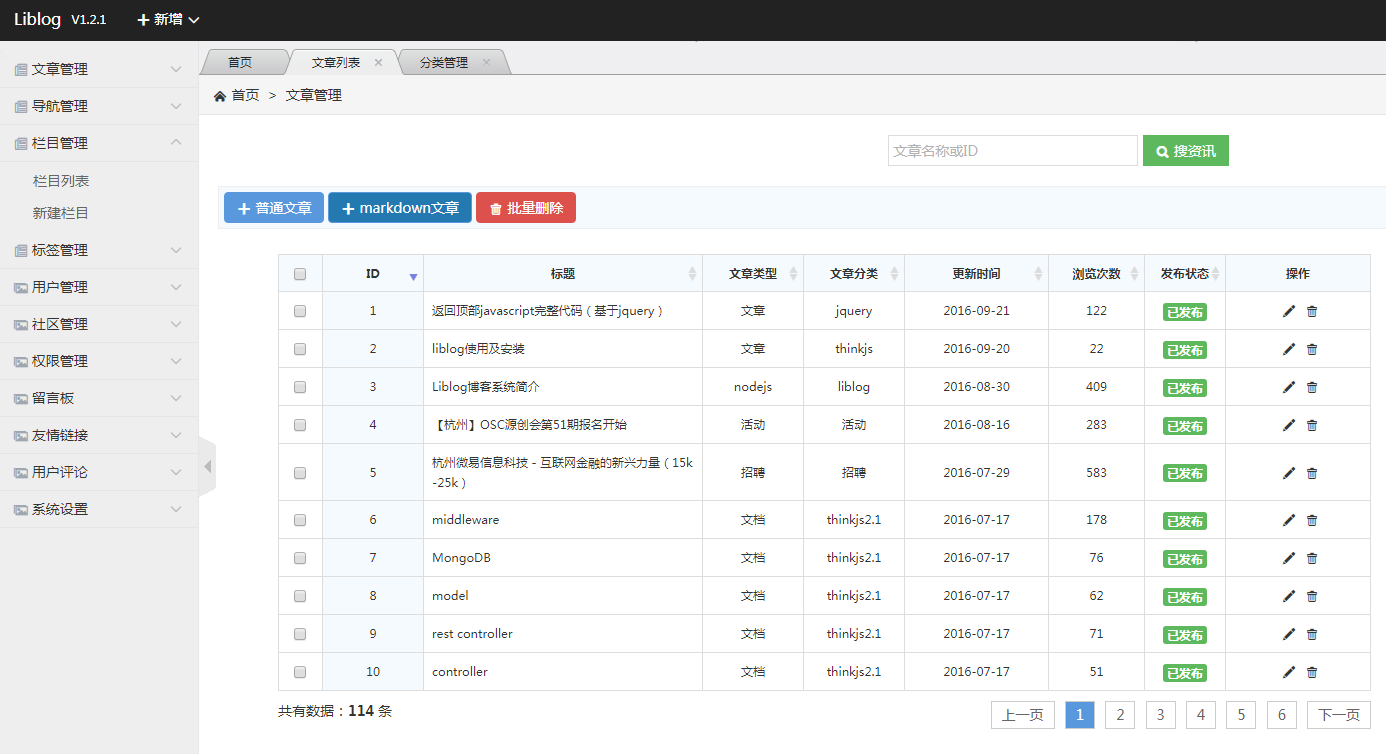 Liblog V1.2.1 新增
首页 文章列表 分类管理
首页 > 文章管理
文章管理
导航管理
栏目管理
栏目列表
新建栏目
标签管理
用户管理
社区管理
权限管理
留言板
友情链接
用户评论
系统设置
文章名称或ID 搜资讯
普通文章 markdown文章 批量删除
ID 标题 文章类型 文章分类 更新时间 浏览次数 发布状态 操作
1 返回顶部javascript完整代码（基于jquery） 文章 jquery 2016-09-21 122 已发布
2 liblog使用及安装 文章 thinkjs 2016-09-20 22 已发布
3 Liblog博客系统简介 nodejs liblog 2016-08-30 409 已发布
4 【杭州】OSC源创会第51期报名开始 活动 活动 2016-08-16 283 已发布
5 杭州微易信息科技 - 互联网金融的新兴力量（15k 招聘 招聘 2016-07-29 583 已发布
-25k）
6 middleware 文档 thinkjs2.1 2016-07-17 178 已发布
7 MongoDB 文档 thinkjs2.1 2016-07-17 76 已发布
8 model 文档 thinkjs2.1 2016-07-17 62 已发布
9 rest controller 文档 thinkjs2.1 2016-07-17 71 已发布
10 controller 文档 thinkjs2.1 2016-07-17 51 已发布
共有数据：114 条
上一页 1 2 3 4 5 6 下一页